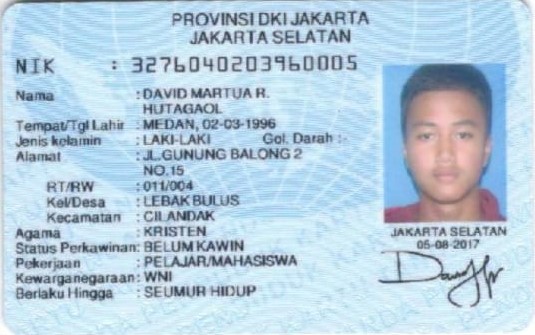 PROVINSI DKI JAKARTA
JAKARTA SELATAN
NIK : 3276040203960005
Nama : DAVID MARTUA R.
HUTAGAOL
Tempat/Tgl Lahir : MEDAN, 02-03-1996
Jenis kelamin : LAKI-LAKI Gol. Darah :-
Alamat : JL.GUNUNG BALONG 2
NO.15
RT/RW : 011/004
Kel/Desa : LEBAK BULUS
Kecamatan : CILANDAK
Agama : KRISTEN
Status Perkawinan: BELUM KAWIN
Pekerjaan : PELAJAR/MAHASISWA
Kewarganegaraan: WNI
Berlaku Hingga : SEUMUR HIDUP
JAKARTA SELATAN
05-08-2017